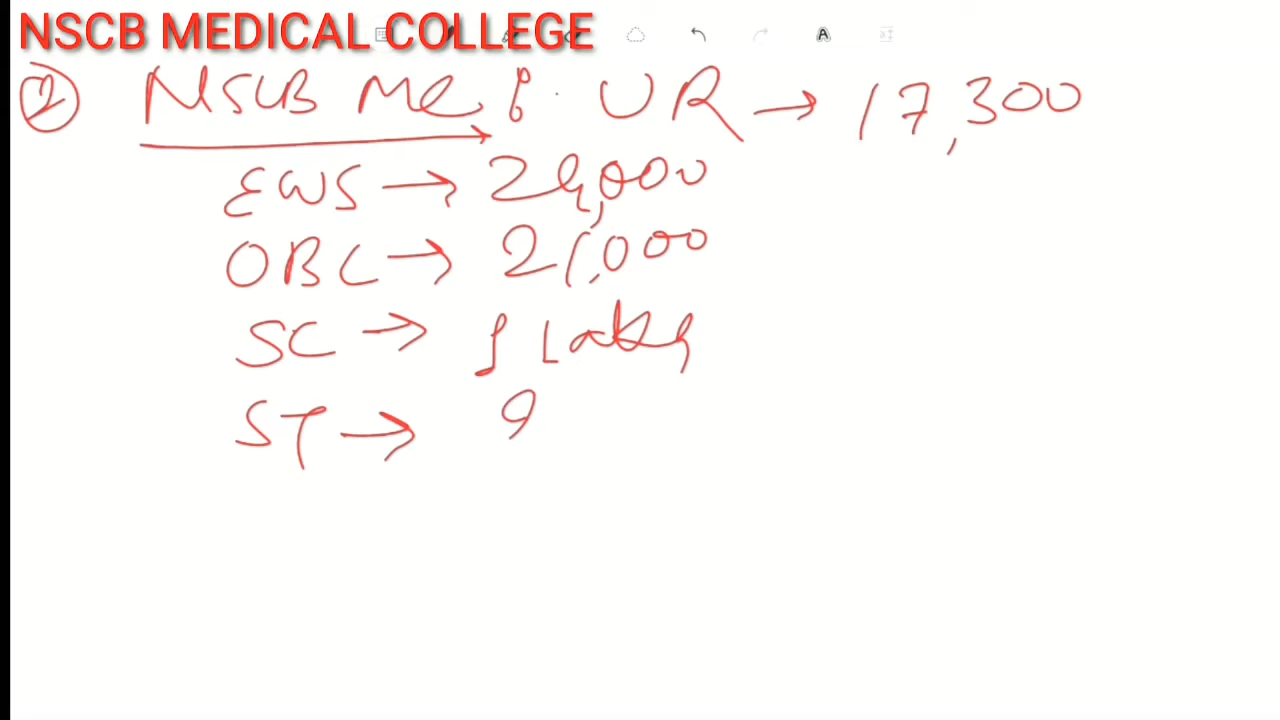 NSCB MEDICAL COLLEGE
② NSCB MC : UR → 17,300
EWS → 24,000
OBC → 21,000
SC → 1 Lakh
ST → 9